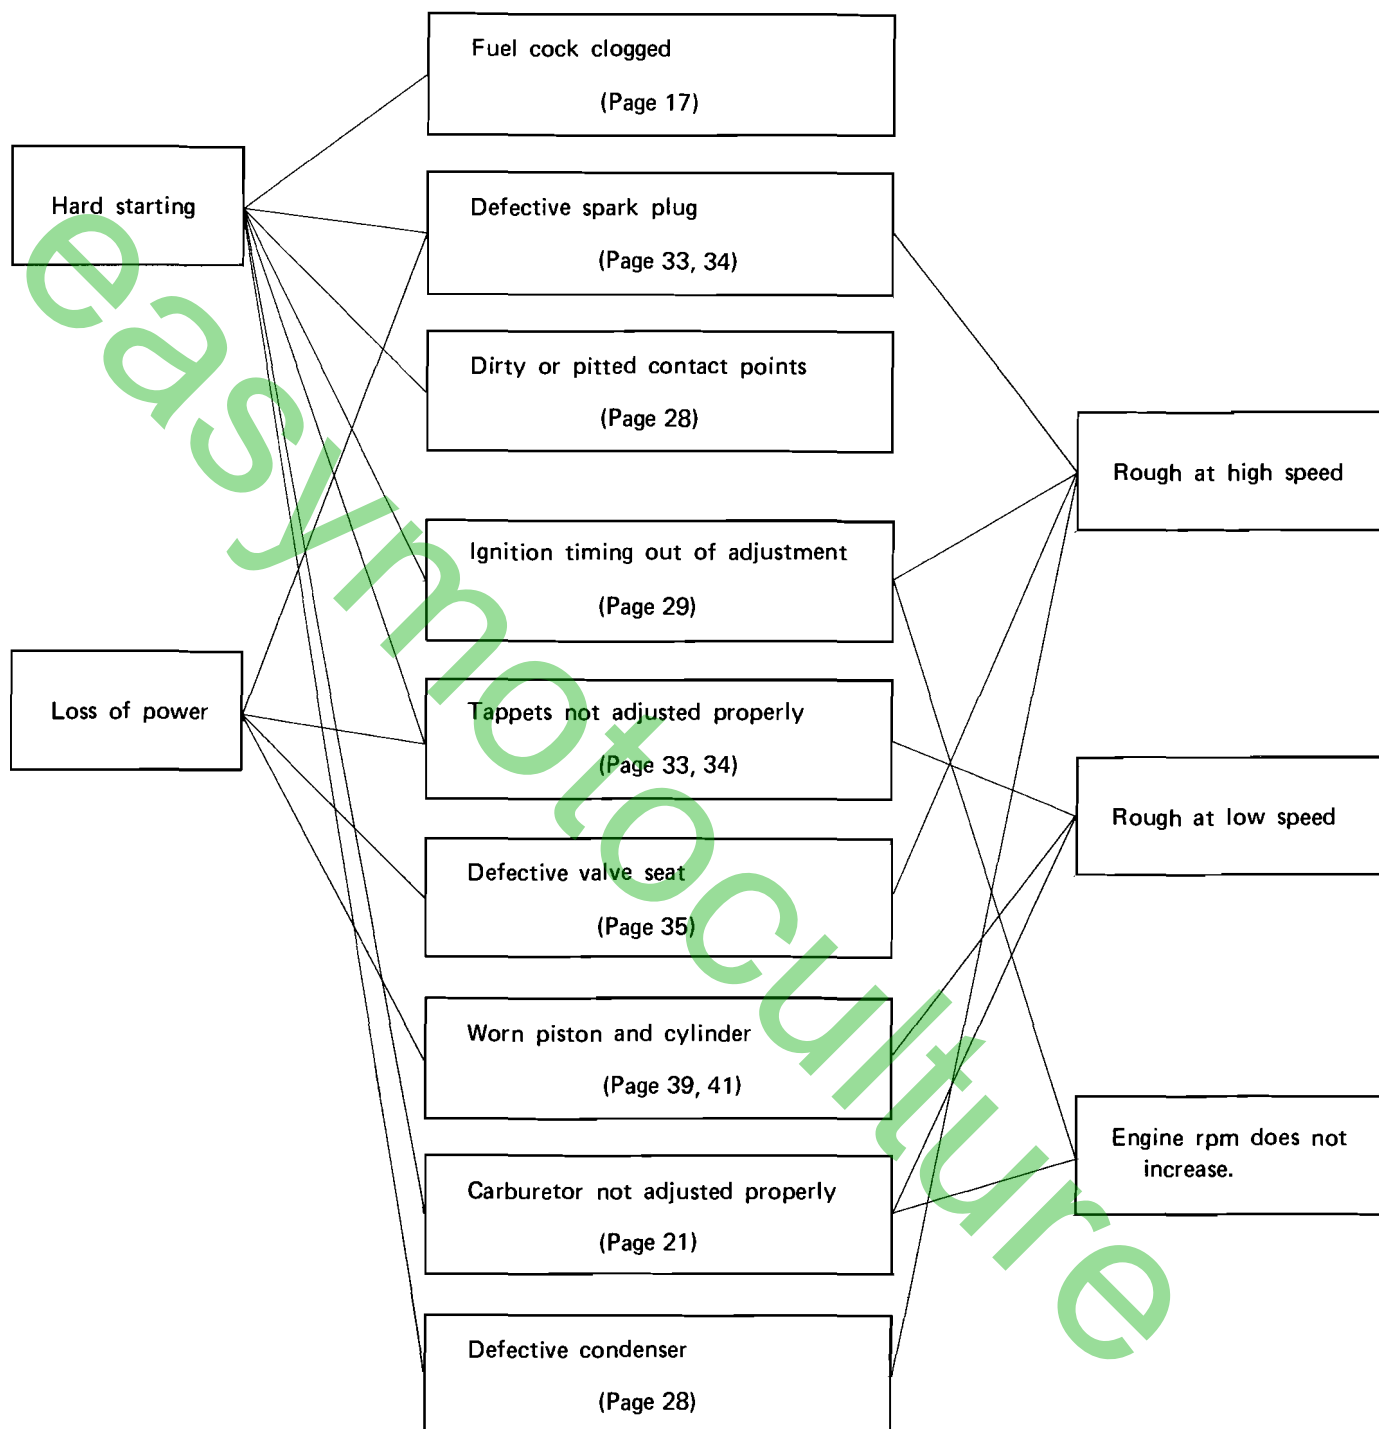 Fuel cock clogged
(Page 17)
Hard starting
Defective spark plug
(Page 33, 34)
Dirty or pitted contact points
(Page 28)
Rough at high speed
Ignition timing out of adjustment
(Page 29)
Loss of power
Tappets not adjusted properly
(Page 33, 34)
Rough at low speed
Defective valve seat
(Page 35)
Worn piston and cylinder
(Page 39, 41)
Engine rpm does not
increase.
Carburetor not adjusted properly
(Page 21)
Defective condenser
(Page 28)
easymotoculture